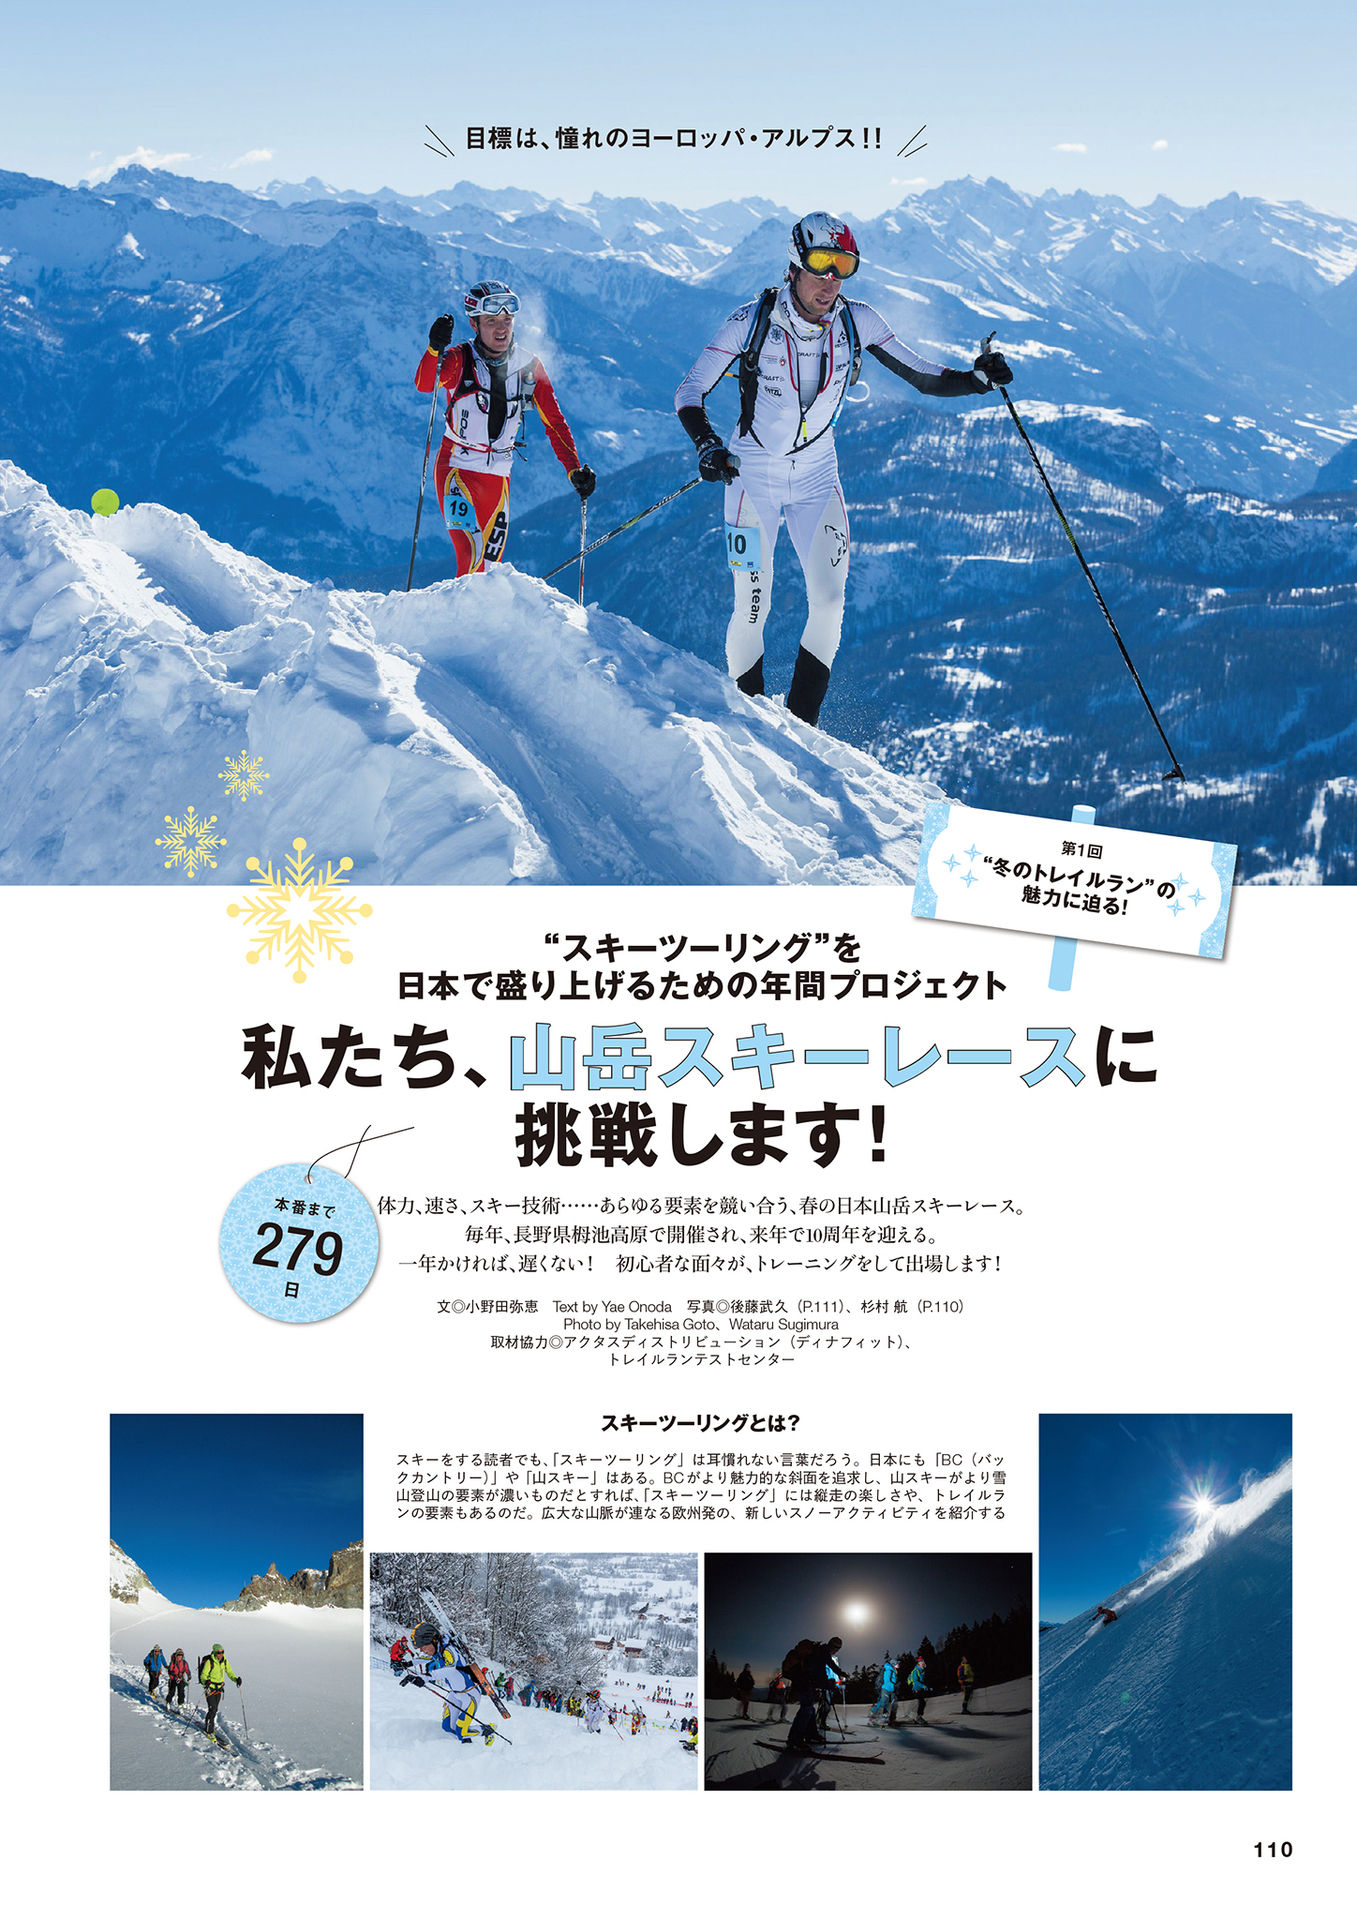 目標は、憧れのヨーロッパ・アルプス!!
19
ESP
10
ss team
第1回
“冬のトレイルラン”の
魅力に迫る!
“スキーツーリング”を
日本で盛り上げるための年間プロジェクト
私たち、山岳スキーレースに
挑戦します!
本番まで
279
日
体力、速さ、スキー技術……あらゆる要素を競い合う、春の日本山岳スキーレース。
毎年、長野県栂池高原で開催され、来年で10周年を迎える。
一年かければ、遅くない!　初心者な面々が、トレーニングをして出場します!
文◎小野田弥恵　Text by Yae Onoda　写真◎後藤武久（P.111）、杉村 航（P.110）
Photo by Takehisa Goto、Wataru Sugimura
取材協力◎アクタスディストリビューション（ディナフィット）、
トレイルランテストセンター
スキーツーリングとは?
スキーをする読者でも、「スキーツーリング」は耳慣れない言葉だろう。日本にも「BC（バッ
クカントリー）」や「山スキー」はある。BCがより魅力的な斜面を追求し、山スキーがより雪
山登山の要素が濃いものだとすれば、「スキーツーリング」には縦走の楽しさや、トレイルラ
ンの要素もあるのだ。広大な山脈が連なる欧州発の、新しいスノーアクティビティを紹介する
110